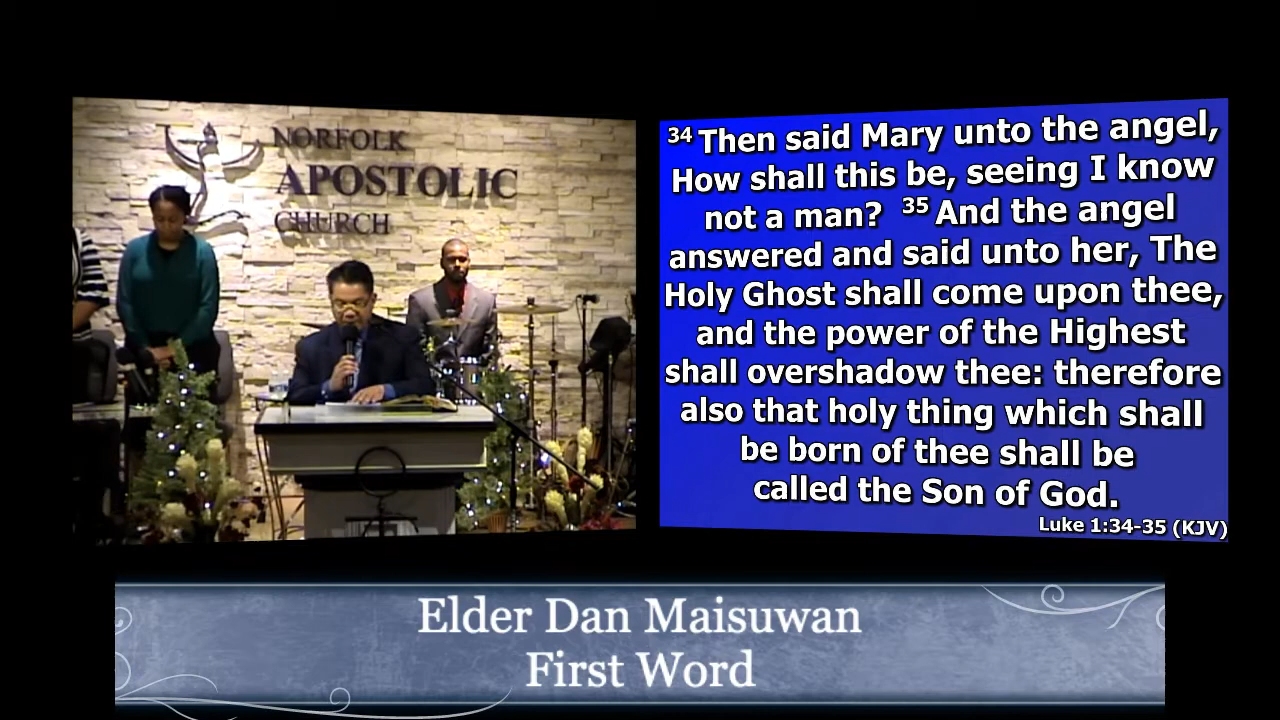 NORFOLK
APOSTOLIC
CHURCH
34 Then said Mary unto the angel,
How shall this be, seeing I know
not a man? 35 And the angel
answered and said unto her, The
Holy Ghost shall come upon thee,
and the power of the Highest
shall overshadow thee: therefore
also that holy thing which shall
be born of thee shall be
called the Son of God.
Luke 1:34-35 (KJV)
Elder Dan Maisuwan
First Word